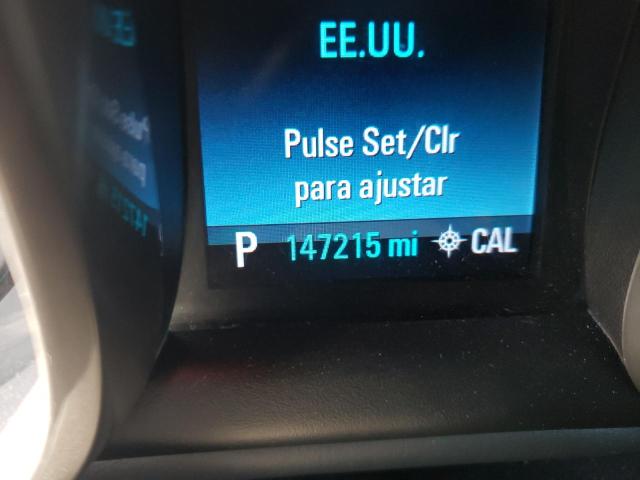 EE.UU.
Pulse Set/Clr
para ajustar
P 147215 mi CAL